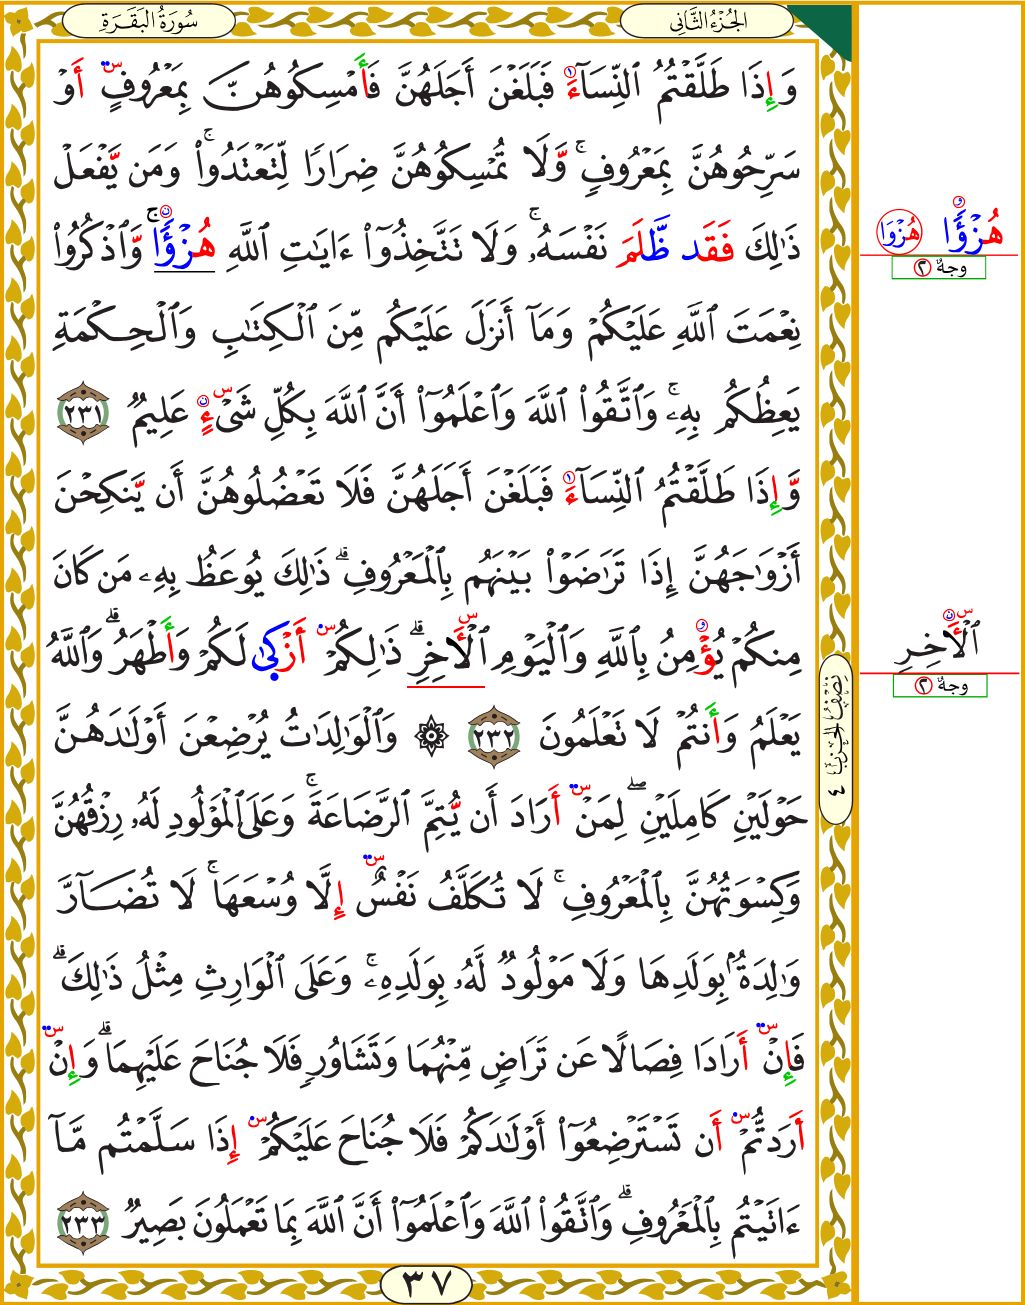 سُورَةُ البَقَرَةِ
الجُزْءُ الثَّانِي
وَإِذَا طَلَّقْتُمُ ٱلنِّسَآءَ فَبَلَغْنَ أَجَلَهُنَّ فَأَمْسِكُوهُنَّ بِمَعْرُوفٍ أَوْ
سَرِّحُوهُنَّ بِمَعْرُوفٍ ۚ وَّلَا تُمْسِكُوهُنَّ ضِرَارًا لِّتَعْتَدُوا۟ ۚ وَمَن يَّفْعَلْ
ذَٰلِكَ فَقَد ظَّلَمَ نَفْسَهُۥ ۚ وَلَا تَتَّخِذُوٓا۟ ءَايَٰتِ ٱللَّهِ هُزْؤًا ۚ وَّٱذْكُرُوا۟
نِعْمَتَ ٱللَّهِ عَلَيْكُمْ وَمَآ أَنزَلَ عَلَيْكُم مِّنَ ٱلْكِتَٰبِ وَٱلْحِكْمَةِ
يَعِظُكُم بِهِۦ ۚ وَٱتَّقُوا۟ ٱللَّهَ وَٱعْلَمُوٓا۟ أَنَّ ٱللَّهَ بِكُلِّ شَىْءٍ عَلِيمٌ ٢٣١
وَّإِذَا طَلَّقْتُمُ ٱلنِّسَآءَ فَبَلَغْنَ أَجَلَهُنَّ فَلَا تَعْضُلُوهُنَّ أَن يَّنكِحْنَ
أَزْوَٰجَهُنَّ إِذَا تَرَٰضَوْا۟ بَيْنَهُم بِٱلْمَعْرُوفِ ۗ ذَٰلِكَ يُوعَظُ بِهِۦ مَن كَانَ
مِنكُمْ يُؤْمِنُ بِٱللَّهِ وَٱلْيَوْمِ ٱلْأَخِرِ ۗ ذَٰلِكُمْ أَزْكَىٰ لَكُمْ وَأَطْهَرُ ۗ وَٱللَّهُ
يَعْلَمُ وَأَنتُمْ لَا تَعْلَمُونَ ٢٣٢ ۞ وَٱلْوَٰلِدَٰتُ يُرْضِعْنَ أَوْلَٰدَهُنَّ
حَوْلَيْنِ كَامِلَيْنِ ۖ لِمَنْ أَرَادَ أَن يُّتِمَّ ٱلرَّضَاعَةَ ۚ وَعَلَى ٱلْمَوْلُودِ لَهُۥ رِزْقُهُنَّ
وَكِسْوَتُهُنَّ بِٱلْمَعْرُوفِ ۚ لَا تُكَلَّفُ نَفْسٌ إِلَّا وُسْعَهَا ۚ لَا تُضَآرَّ
وَٰلِدَةٌۢ بِوَلَدِهَا وَلَا مَوْلُودٌ لَّهُۥ بِوَلَدِهِۦ ۚ وَعَلَى ٱلْوَارِثِ مِثْلُ ذَٰلِكَ ۗ
فَإِنْ أَرَادَا فِصَالًا عَن تَرَاضٍ مِّنْهُمَا وَتَشَاوُرٍ فَلَا جُنَاحَ عَلَيْهِمَا ۗ وَإِنْ
أَرَدتُّمْ أَن تَسْتَرْضِعُوٓا۟ أَوْلَٰدَكُمْ فَلَا جُنَاحَ عَلَيْكُمْ إِذَا سَلَّمْتُم مَّآ
ءَاتَيْتُم بِٱلْمَعْرُوفِ ۗ وَٱتَّقُوا۟ ٱللَّهَ وَٱعْلَمُوٓا۟ أَنَّ ٱللَّهَ بِمَا تَعْمَلُونَ بَصِيرٌ ٢٣٣
هُزْؤًا هُزْوًا
وجهٌ ٢
ٱلْأَخِرِ
وجهٌ ٢
نِصْفُ الحِزْبِ ٤
٣٧